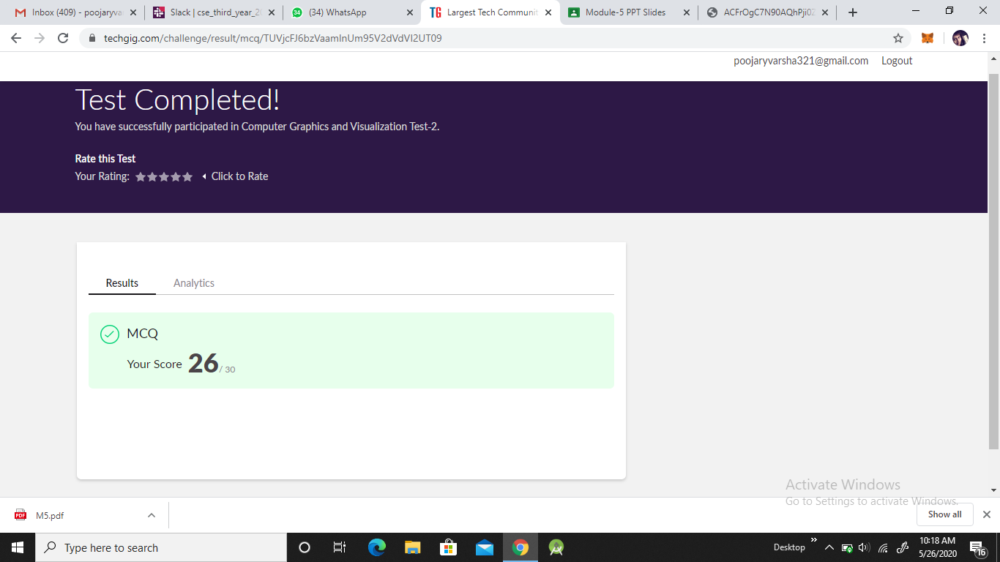 Inbox (409) - poojaryva
Slack | cse_third_year_2
(34) WhatsApp
Largest Tech Communit
Module-5 PPT Slides
techgig.com/challenge/result/mcq/
poojaryvarsha321@gmail.com Logout
Test Completed!
You have successfully participated in Computer Graphics and Visualization Test-2.
Rate this Test
Your Rating: Click to Rate
Results Analytics
MCQ
Your Score 26 / 30
Activate Windows
Go to Settings to activate Windows.
M5.pdf
Show all
Type here to search
Desktop
10:18 AM
5/26/2020
16